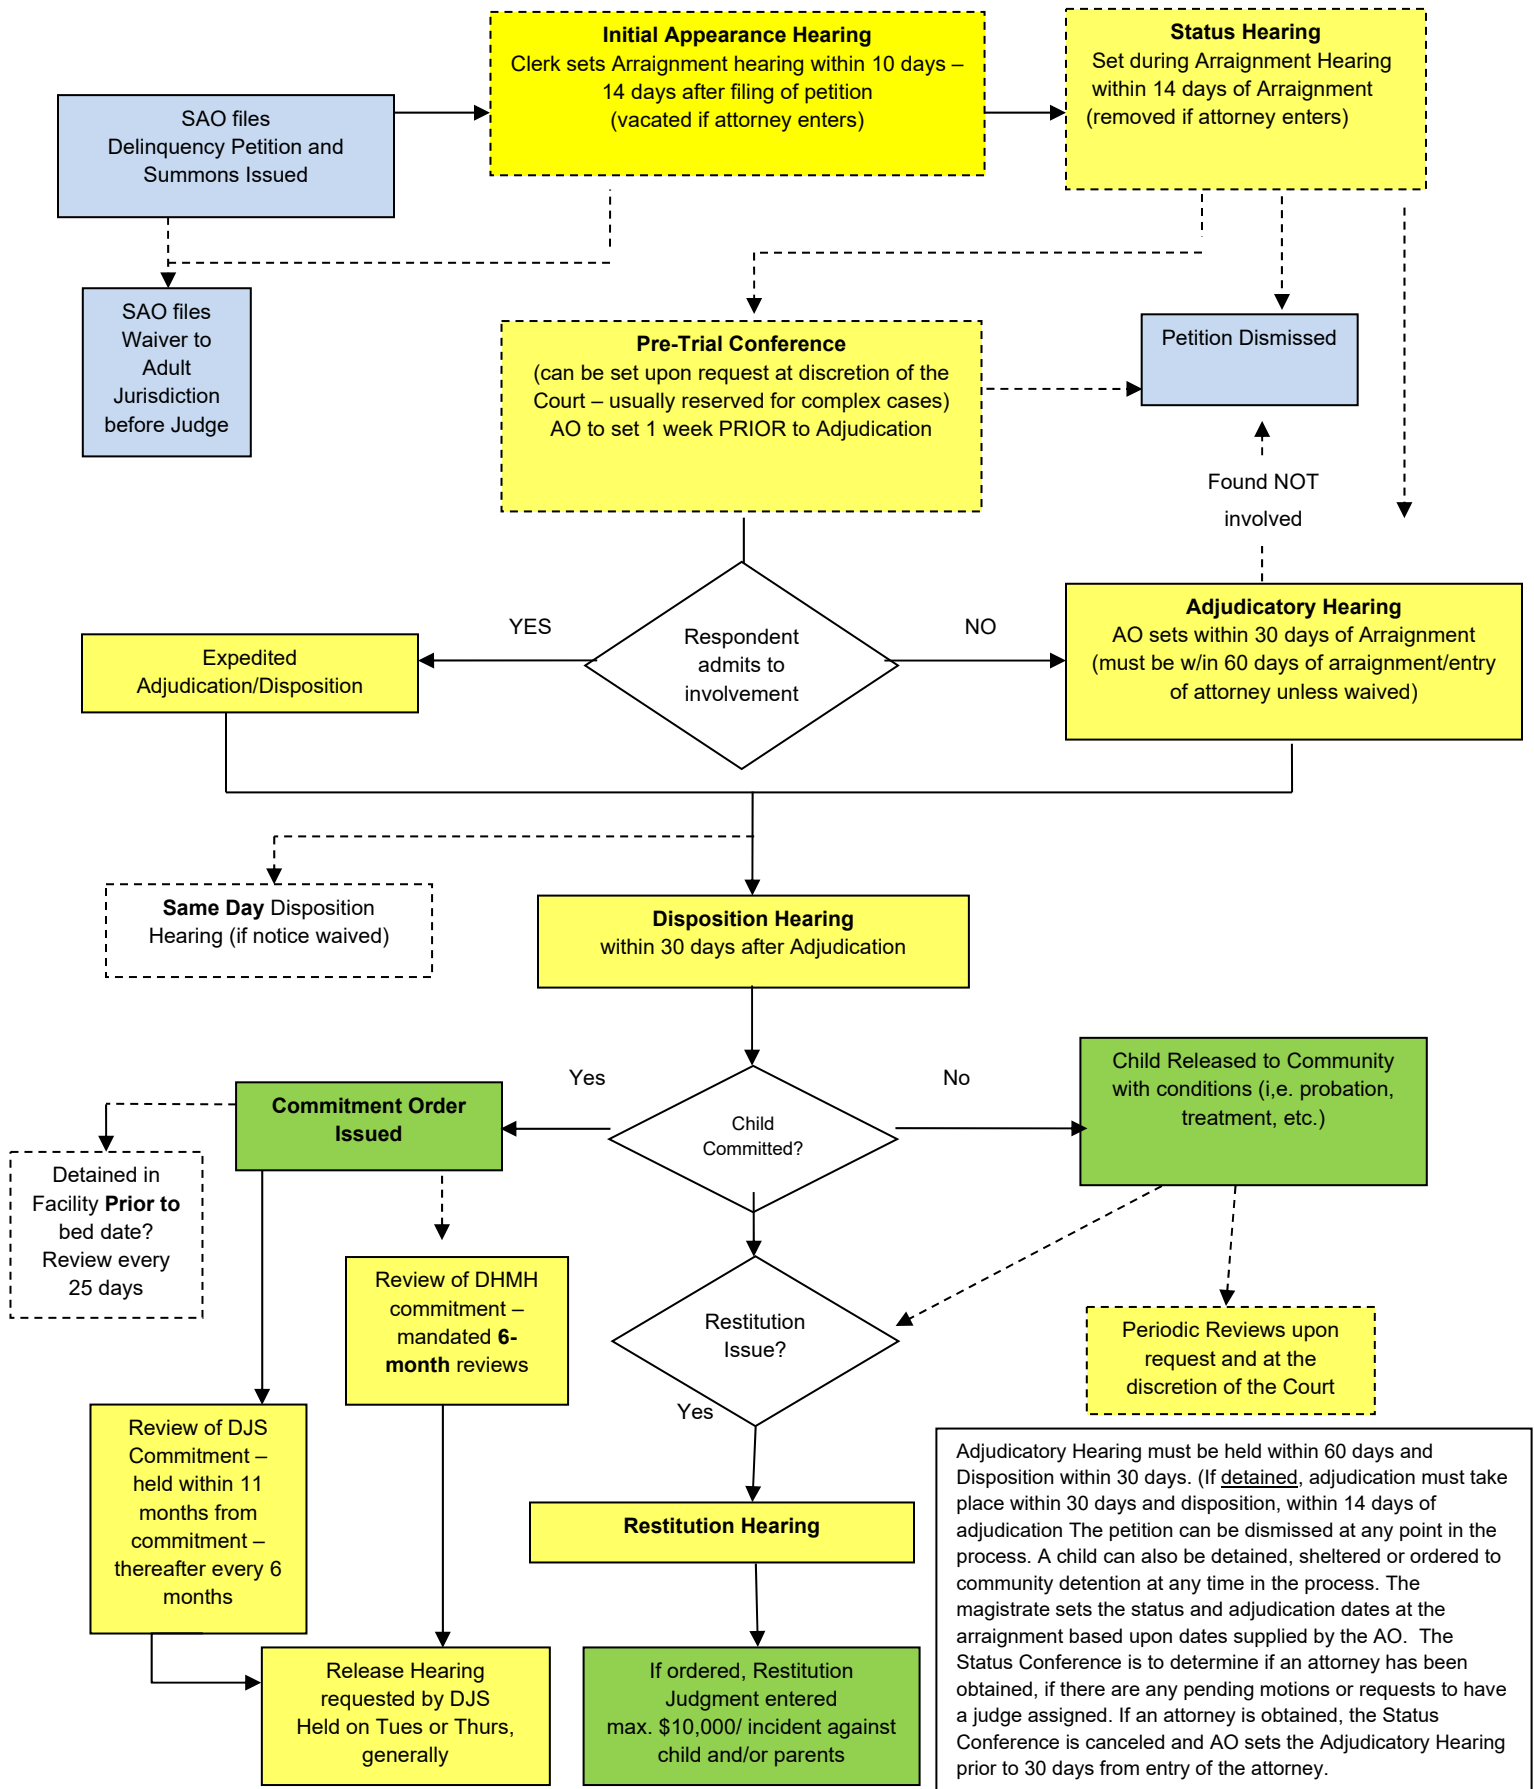 Initial Appearance Hearing
Clerk sets Arraignment hearing within 10 days –
14 days after filing of petition
(vacated if attorney enters)
Status Hearing
Set during Arraignment Hearing
within 14 days of Arraignment
(removed if attorney enters)
SAO files
Delinquency Petition and
Summons Issued
SAO files
Waiver to
Adult
Jurisdiction
before Judge
Pre-Trial Conference
(can be set upon request at discretion of the
Court – usually reserved for complex cases)
AO to set 1 week PRIOR to Adjudication
Petition Dismissed
Found NOT
involved
Adjudicatory Hearing
AO sets within 30 days of Arraignment
(must be w/in 60 days of arraignment/entry
of attorney unless waived)
YES
Respondent
admits to
involvement
NO
Expedited
Adjudication/Disposition
Same Day Disposition
Hearing (if notice waived)
Disposition Hearing
within 30 days after Adjudication
Yes
Child
Committed?
No
Child Released to Community
with conditions (i,e. probation,
treatment, etc.)
Commitment Order
Issued
Detained in
Facility Prior to
bed date?
Review every
25 days
Review of DHMH
commitment –
mandated 6-
month reviews
Restitution
Issue?
Yes
Periodic Reviews upon
request and at the
discretion of the Court
Review of DJS
Commitment –
held within 11
months from
commitment –
thereafter every 6
months
Restitution Hearing
Release Hearing
requested by DJS
Held on Tues or Thurs,
generally
If ordered, Restitution
Judgment entered
max. $10,000/ incident against
child and/or parents
Adjudicatory Hearing must be held within 60 days and
Disposition within 30 days. (If detained, adjudication must take
place within 30 days and disposition, within 14 days of
adjudication The petition can be dismissed at any point in the
process. A child can also be detained, sheltered or ordered to
community detention at any time in the process. The
magistrate sets the status and adjudication dates at the
arraignment based upon dates supplied by the AO. The
Status Conference is to determine if an attorney has been
obtained, if there are any pending motions or requests to have
a judge assigned. If an attorney is obtained, the Status
Conference is canceled and AO sets the Adjudicatory Hearing
prior to 30 days from entry of the attorney.